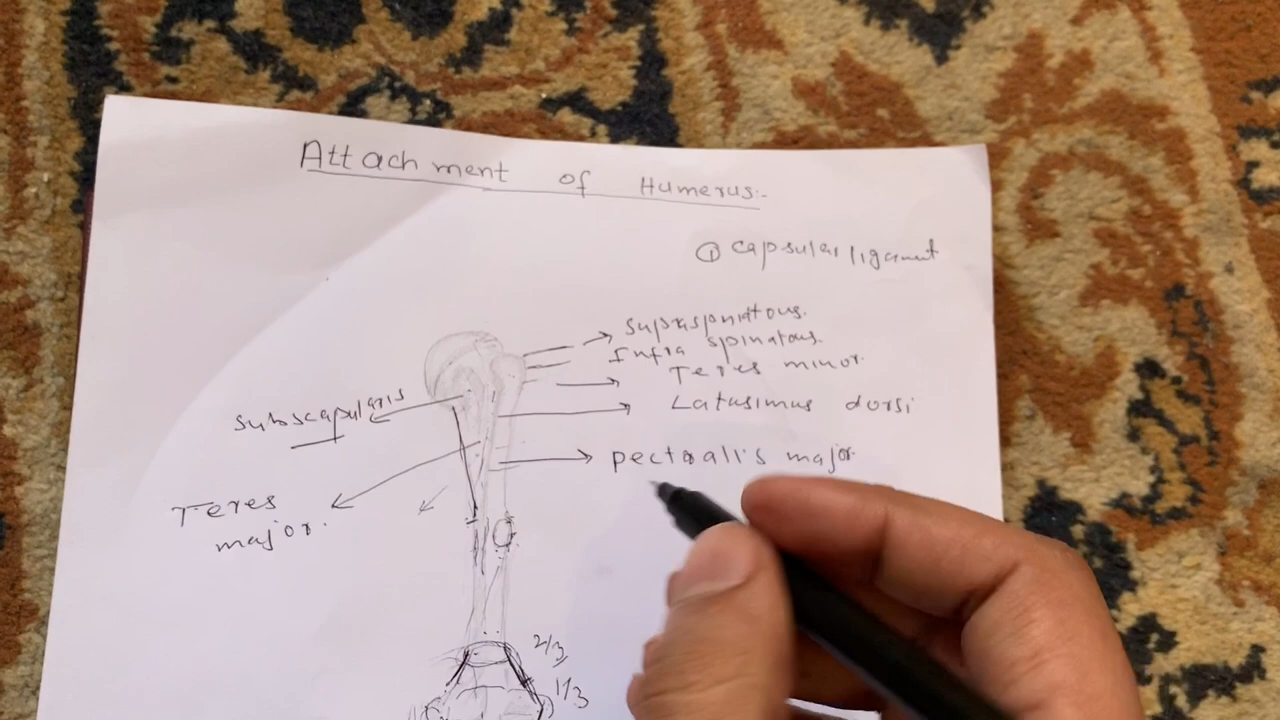 Attachment of Humerus:-
① capsular ligament
supraspnatous.
Infra spinatous.
Teres minor.
Latusimus dorsi
pectoralis major.
subscapularis
Teres
major.
2/3
1/3